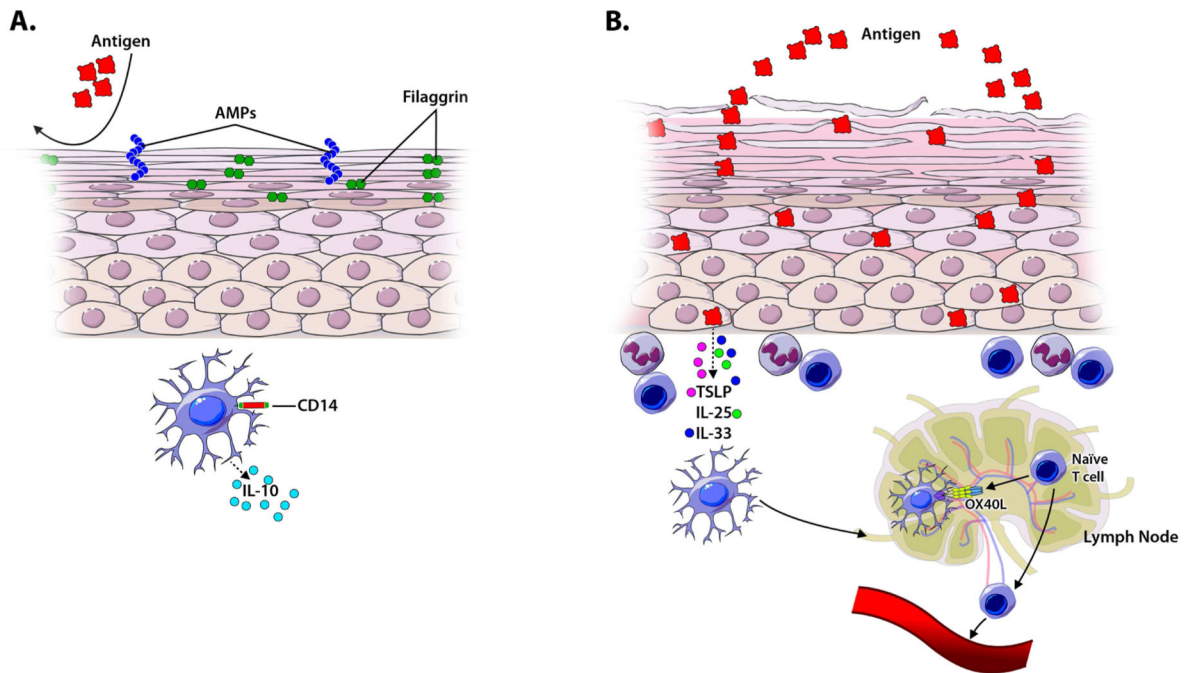 A.
Antigen
AMPs
Filaggrin
CD14
IL-10
B.
Antigen
TSLP
IL-25
IL-33
Naïve
T cell
OX40L
Lymph Node